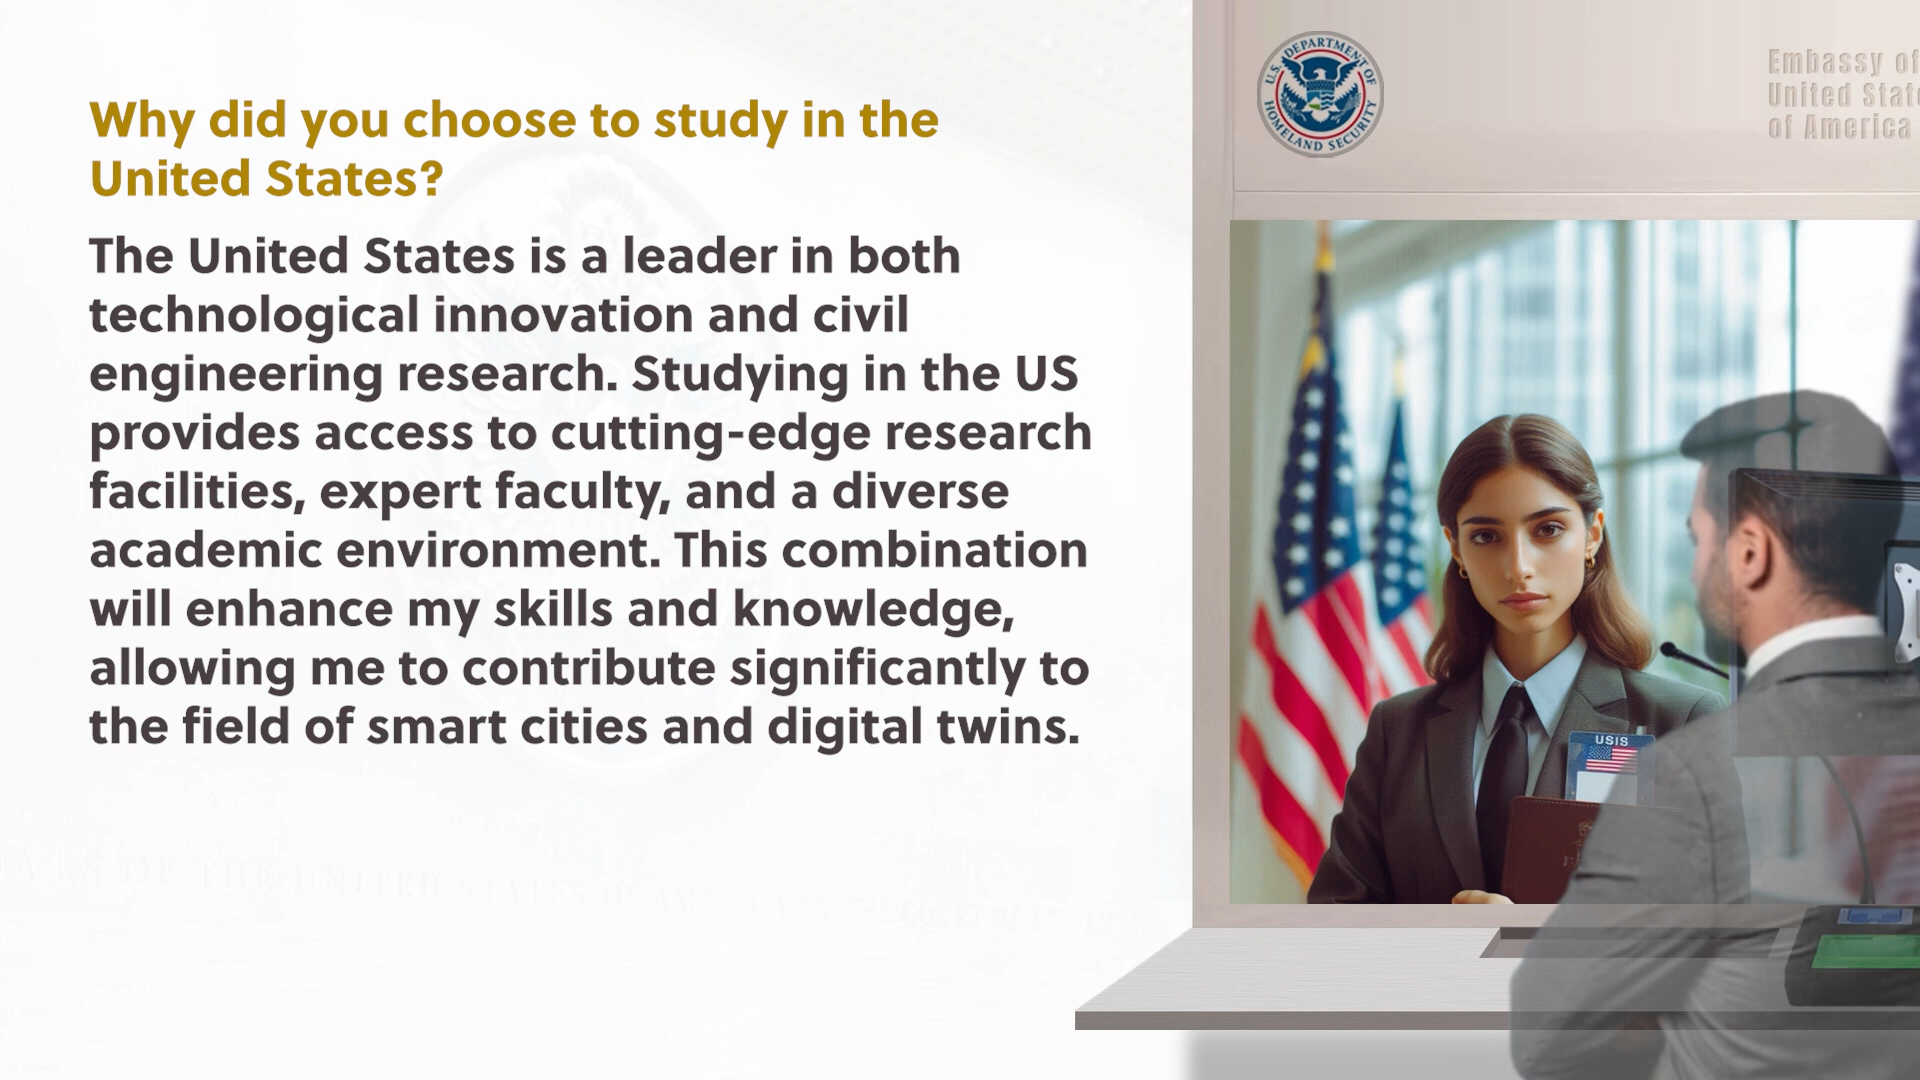 Why did you choose to study in the
United States?
The United States is a leader in both
technological innovation and civil
engineering research. Studying in the US
provides access to cutting-edge research
facilities, expert faculty, and a diverse
academic environment. This combination
will enhance my skills and knowledge,
allowing me to contribute significantly to
the field of smart cities and digital twins.
U.S. DEPARTMENT OF
HOMELAND SECURITY
Embassy of
United State
of America
USIS